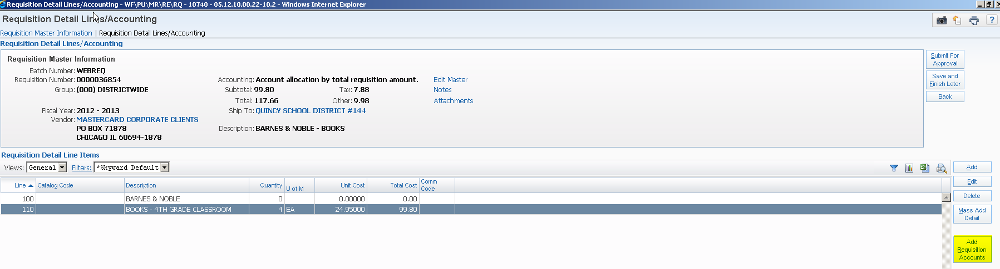 Requisition Detail Lines/Accounting - WF\PU\MR\RE\RQ - 10740 - 05.12.10.00.22-10.2 - Windows Internet Explorer
Requisition Detail Lines/Accounting
Requisition Master Information | Requisition Detail Lines/Accounting
Requisition Detail Lines/Accounting
Requisition Master Information
Batch Number: WEBREQ
Requisition Number: 0000036854 Accounting: Account allocation by total requisition amount. Edit Master
Group: (000) DISTRICTWIDE Subtotal: 99.80 Tax: 7.88 Notes
Total: 117.66 Other: 9.98 Attachments
Fiscal Year: 2012 - 2013 Ship To: QUINCY SCHOOL DISTRICT #144
Vendor: MASTERCARD CORPORATE CLIENTS
PO BOX 71878 Description: BARNES & NOBLE - BOOKS
CHICAGO IL 60694-1878
Submit For
Approval
Save and
Finish Later
Back
Requisition Detail Line Items
Views: General Filters: *Skyward Default
Line Catalog Code Description Quantity U of M Unit Cost Total Cost Comm Code
100 BARNES & NOBLE 0 0.00000 0.00
110 BOOKS - 4TH GRADE CLASSROOM 4 EA 24.95000 99.80
Add
Edit
Delete
Mass Add
Detail
Add
Requisition
Accounts